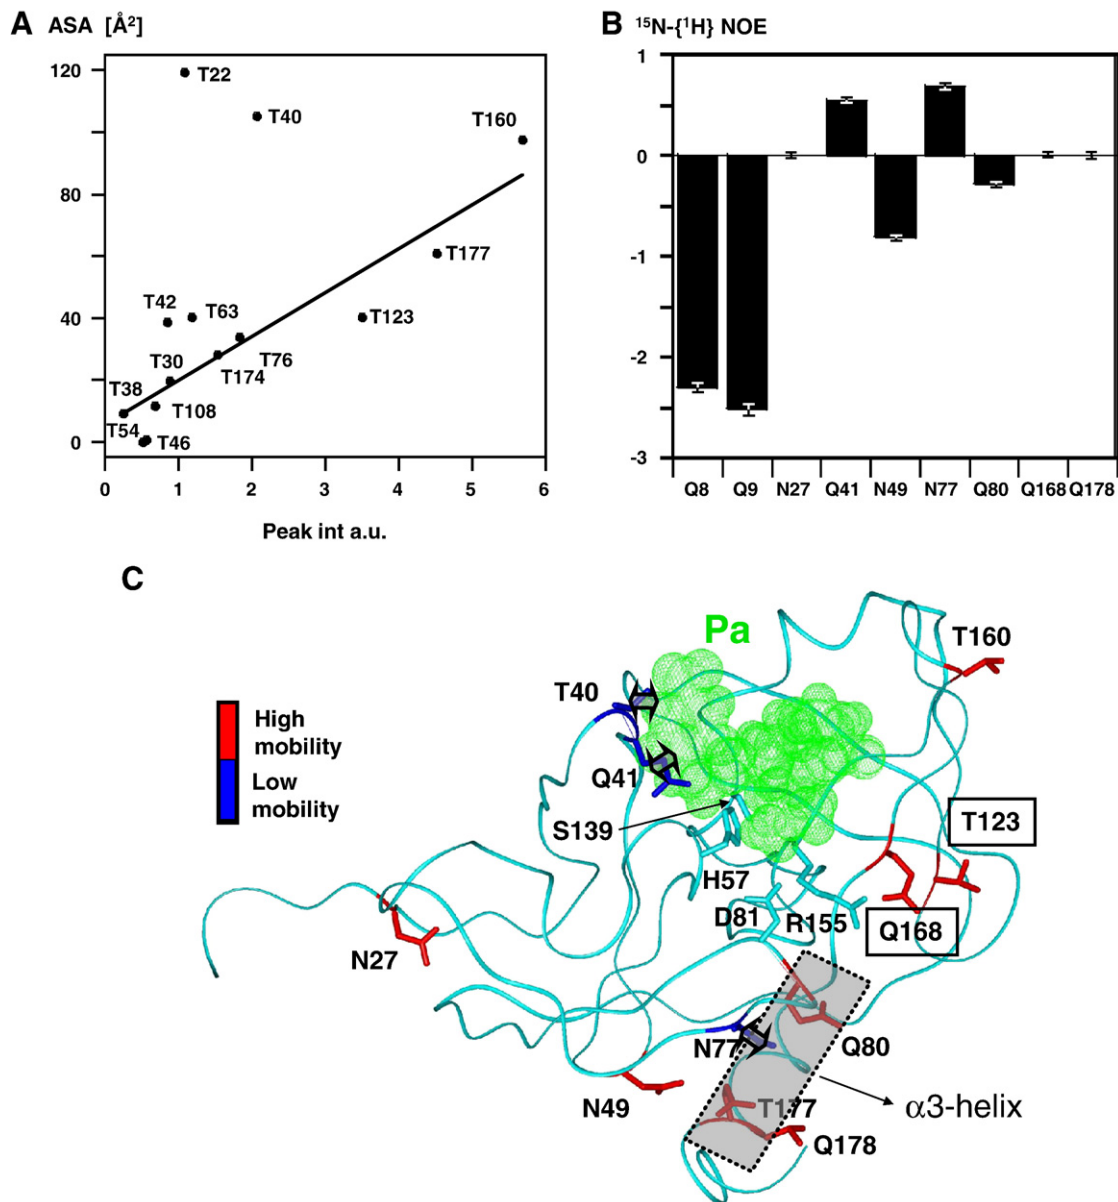 A ASA [Å²]
120
80
40
0
T22
T40
T160
T177
T123
T42
T63
T76
T174
T30
T38
T108
T54
T46
0 1 2 3 4 5 6
Peak int a.u.
B ¹⁵N-{¹H} NOE
1
0
-1
-2
-3
Q8 Q9 N27 Q41 N49 N77 Q80 Q168 Q178
C
High
mobility
Low
mobility
Pa
T160
T40
Q41
S139
T123
H57
D81
R155
Q168
N27
N77
Q80
N49
T177
α3-helix
Q178